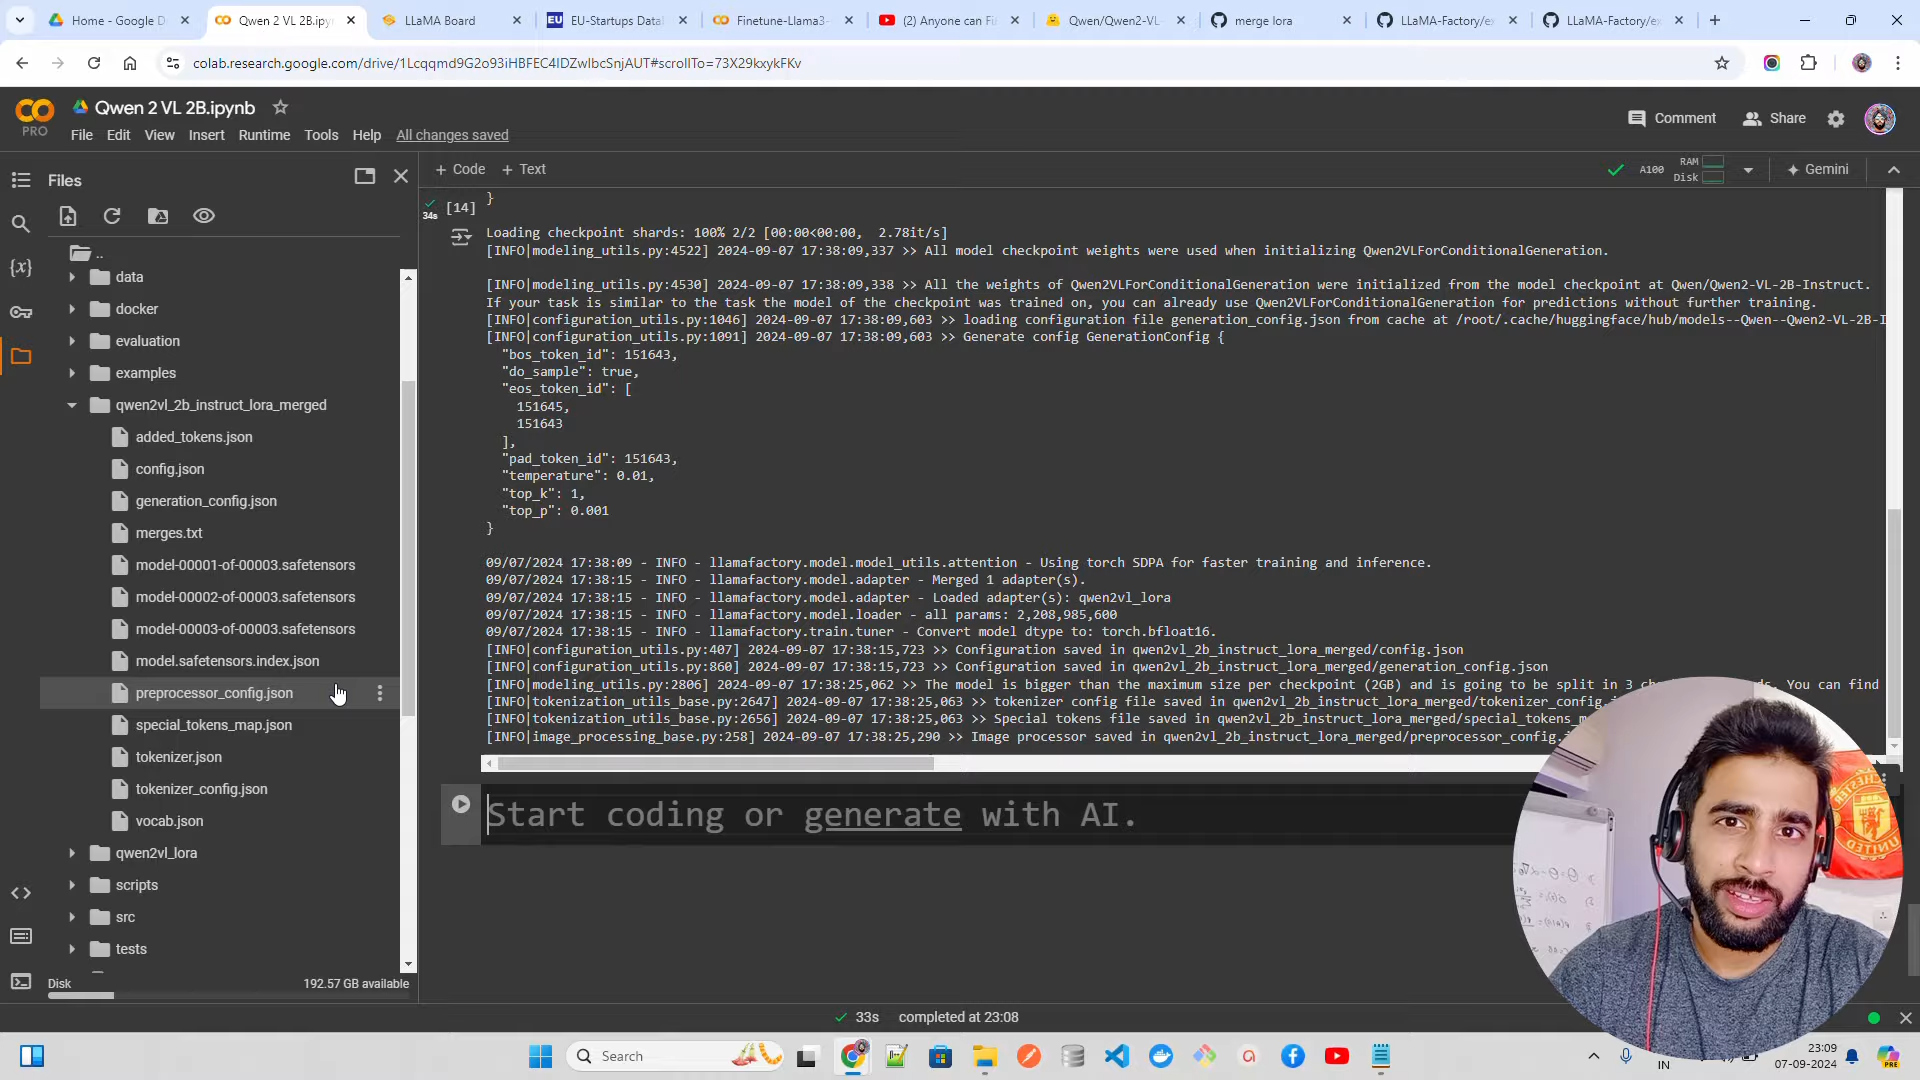 Home - Google D
Qwen 2 VL 2B.ipyn
LLaMA Board
EU-Startups Data
Finetune-Llama3-
(2) Anyone can Fi
Qwen/Qwen2-VL-
merge lora
LLaMA-Factory/ex
LLaMA-Factory/ex
colab.research.google.com/drive/1Lcqqmd9G2o93iHBFEC4IDZwIbcSnjAUT#scrollTo=73X29kxykFKv
PRO
Qwen 2 VL 2B.ipynb
File Edit View Insert Runtime Tools Help All changes saved
Comment
Share
Files
+ Code + Text
A100
RAM
Disk
Gemini
..
data
docker
evaluation
examples
qwen2vl_2b_instruct_lora_merged
added_tokens.json
config.json
generation_config.json
merges.txt
model-00001-of-00003.safetensors
model-00002-of-00003.safetensors
model-00003-of-00003.safetensors
model.safetensors.index.json
preprocessor_config.json
special_tokens_map.json
tokenizer.json
tokenizer_config.json
vocab.json
qwen2vl_lora
scripts
src
tests
Disk
192.57 GB available
34s
[14]
}
Loading checkpoint shards: 100% 2/2 [00:00<00:00, 2.78it/s]
[INFO|modeling_utils.py:4522] 2024-09-07 17:38:09,337 >> All model checkpoint weights were used when initializing Qwen2VLForConditionalGeneration.
[INFO|modeling_utils.py:4530] 2024-09-07 17:38:09,338 >> All the weights of Qwen2VLForConditionalGeneration were initialized from the model checkpoint at Qwen/Qwen2-VL-2B-Instruct.
If your task is similar to the task the model of the checkpoint was trained on, you can already use Qwen2VLForConditionalGeneration for predictions without further training.
[INFO|configuration_utils.py:1046] 2024-09-07 17:38:09,603 >> loading configuration file generation_config.json from cache at /root/.cache/huggingface/hub/models--Qwen--Qwen2-VL-2B-I
[INFO|configuration_utils.py:1091] 2024-09-07 17:38:09,603 >> Generate config GenerationConfig {
"bos_token_id": 151643,
"do_sample": true,
"eos_token_id": [
151645,
151643
],
"pad_token_id": 151643,
"temperature": 0.01,
"top_k": 1,
"top_p": 0.001
}
09/07/2024 17:38:09 - INFO - llamafactory.model.model_utils.attention - Using torch SDPA for faster training and inference.
09/07/2024 17:38:15 - INFO - llamafactory.model.adapter - Merged 1 adapter(s).
09/07/2024 17:38:15 - INFO - llamafactory.model.adapter - Loaded adapter(s): qwen2vl_lora
09/07/2024 17:38:15 - INFO - llamafactory.model.loader - all params: 2,208,985,600
09/07/2024 17:38:15 - INFO - llamafactory.train.tuner - Convert model dtype to: torch.bfloat16.
[INFO|configuration_utils.py:407] 2024-09-07 17:38:15,723 >> Configuration saved in qwen2vl_2b_instruct_lora_merged/config.json
[INFO|configuration_utils.py:860] 2024-09-07 17:38:15,723 >> Configuration saved in qwen2vl_2b_instruct_lora_merged/generation_config.json
[INFO|modeling_utils.py:2806] 2024-09-07 17:38:25,062 >> The model is bigger than the maximum size per checkpoint (2GB) and is going to be split in 3 ch You can find
[INFO|tokenization_utils_base.py:2647] 2024-09-07 17:38:25,063 >> tokenizer config file saved in qwen2vl_2b_instruct_lora_merged/tokenizer_config.
[INFO|tokenization_utils_base.py:2656] 2024-09-07 17:38:25,063 >> Special tokens file saved in qwen2vl_2b_instruct_lora_merged/special_tokens_m
[INFO|image_processing_base.py:258] 2024-09-07 17:38:25,290 >> Image processor saved in qwen2vl_2b_instruct_lora_merged/preprocessor_config.
Start coding or generate with AI.
UNITED
33s completed at 23:08
Search
IN
23:09
07-09-2024
PRE